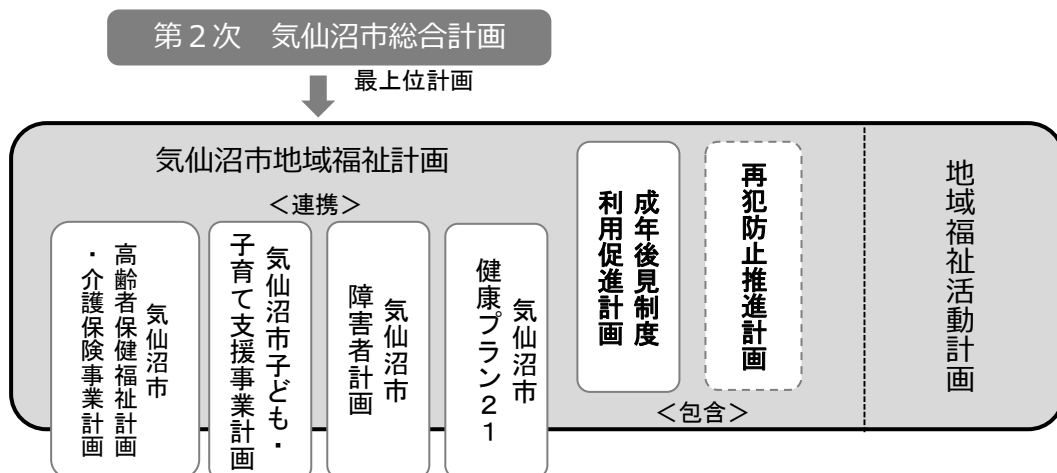 第２次　気仙沼市総合計画
最上位計画
気仙沼市地域福祉計画
＜連携＞
気仙沼市
高齢者保健福祉計画
・介護保険事業計画
気仙沼市子ども・
子育て支援事業計画
気仙沼市
障害者計画
気仙沼市
健康プラン２１
成年後見制度
利用促進計画
再犯防止推進計画
＜包含＞
地域福祉活動計画